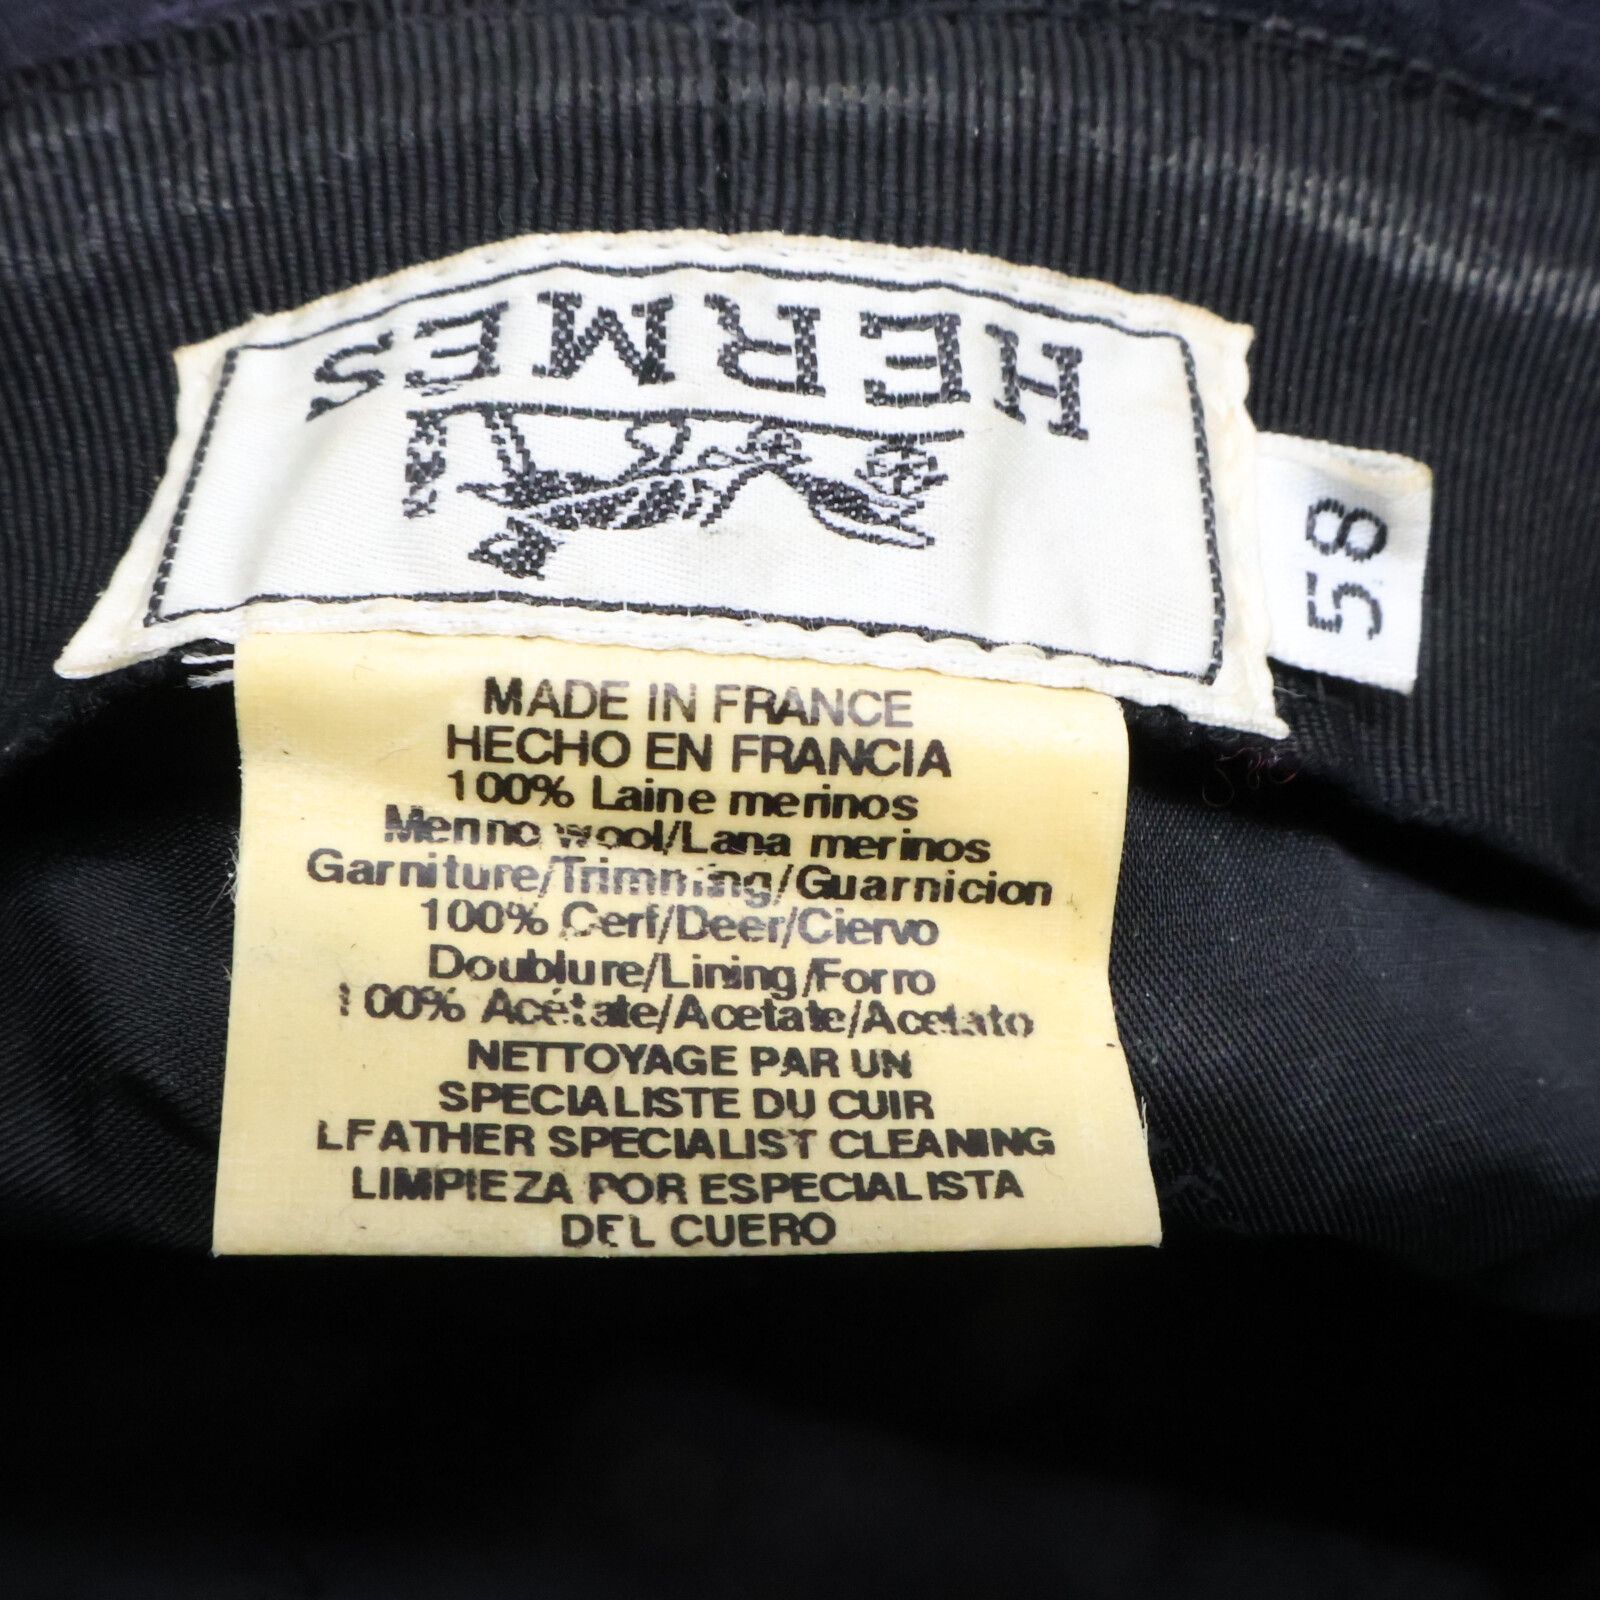 HERMES
58
MADE IN FRANCE
HECHO EN FRANCIA
100% Laine merinos
Merino wool/Lana merinos
Garniture/Trimming/Guarnicion
100% Cerf/Deer/Ciervo
Doublure/Lining/Forro
100% Acétate/Acetate/Acetato
NETTOYAGE PAR UN
SPECIALISTE DU CUIR
LEATHER SPECIALIST CLEANING
LIMPIEZA POR ESPECIALISTA
DEL CUERO